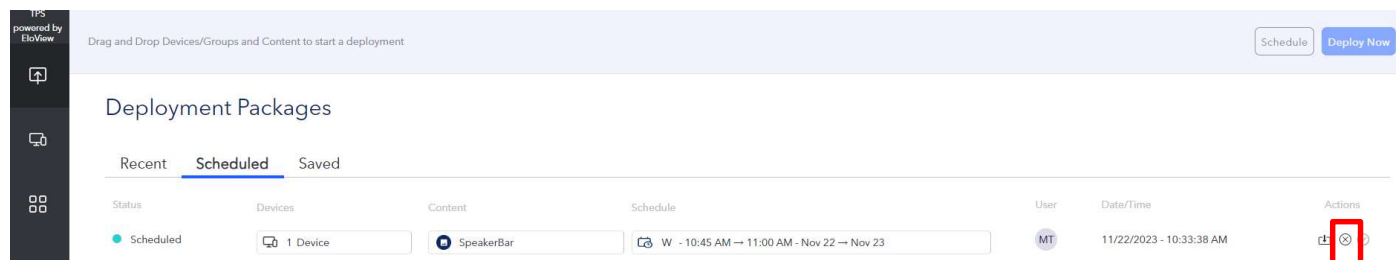 TPS
powered by
EloView
Drag and Drop Devices/Groups and Content to start a deployment
Schedule
Deploy Now
Deployment Packages
Recent Scheduled Saved
Status Devices Content Schedule User Date/Time Actions
Scheduled 1 Device SpeakerBar W - 10:45 AM → 11:00 AM - Nov 22 → Nov 23 MT 11/22/2023 - 10:33:38 AM